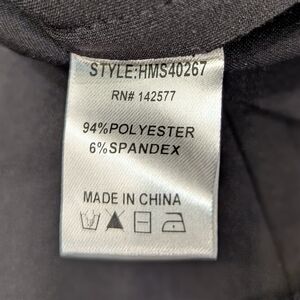 STYLE:HMS40267
RN# 142577
94%POLYESTER
6%SPANDEX
MADE IN CHINA